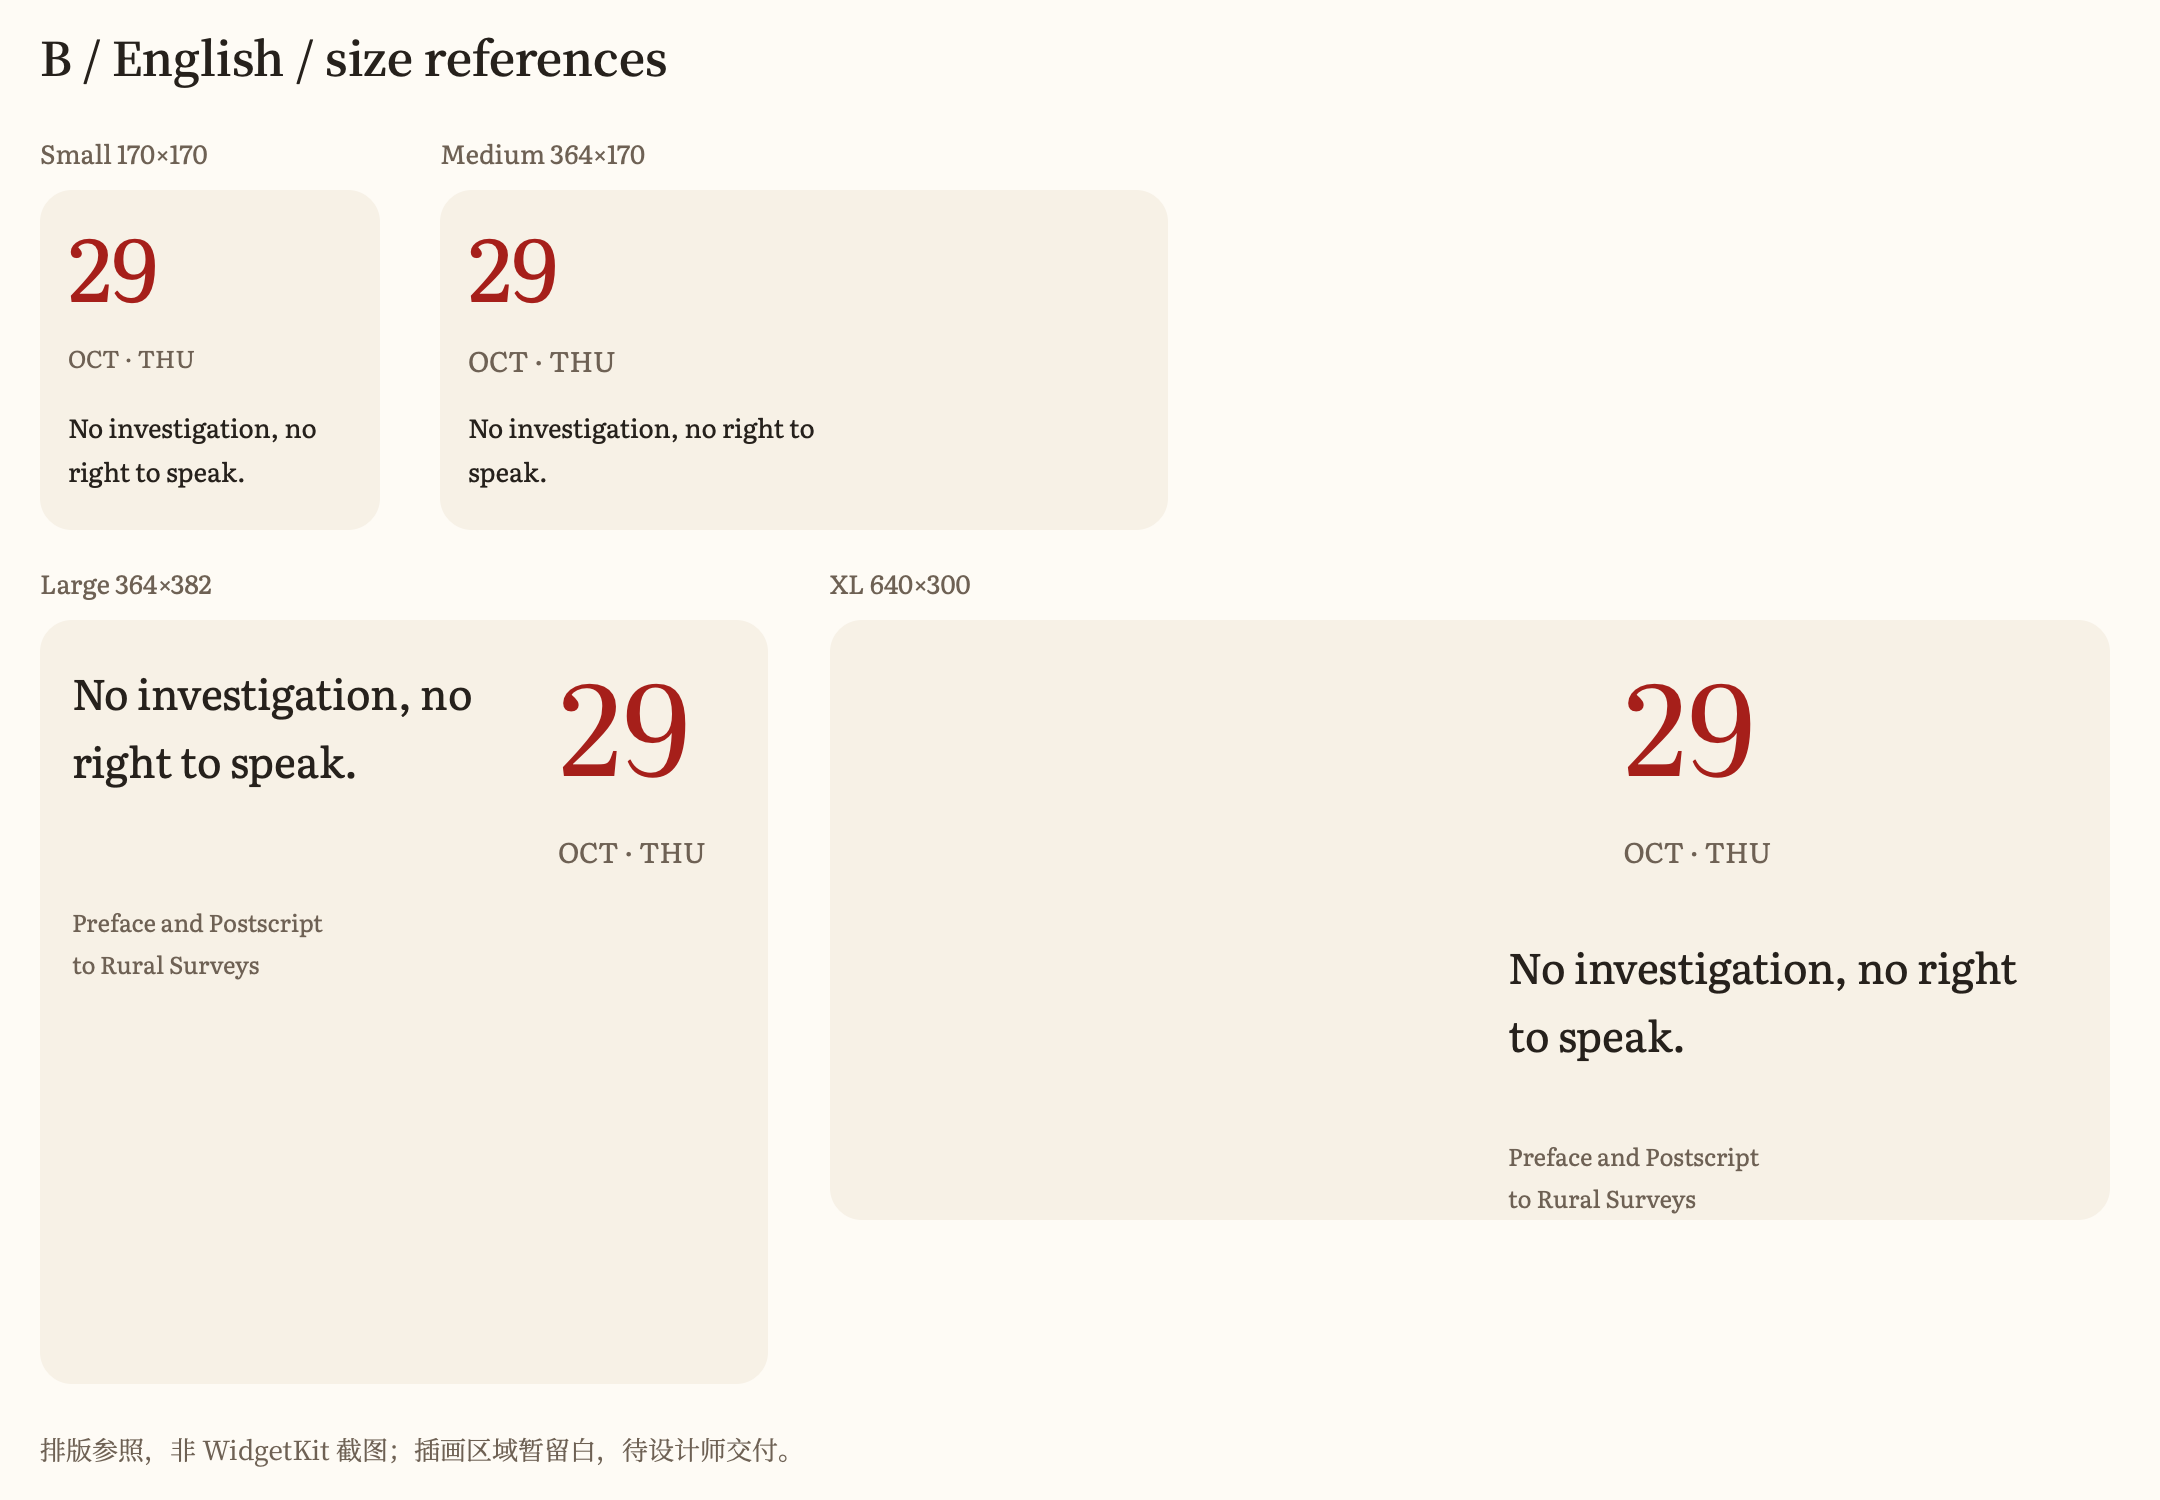 B / English / size references
Small 170×170
29
OCT · THU
No investigation, no
right to speak.
Medium 364×170
29
OCT · THU
No investigation, no right to
speak.
Large 364×382
No investigation, no
right to speak.
29
OCT · THU
Preface and Postscript
to Rural Surveys
XL 640×300
29
OCT · THU
No investigation, no right
to speak.
Preface and Postscript
to Rural Surveys
排版参照，非 WidgetKit 截图；插画区域暂留白，待设计师交付。